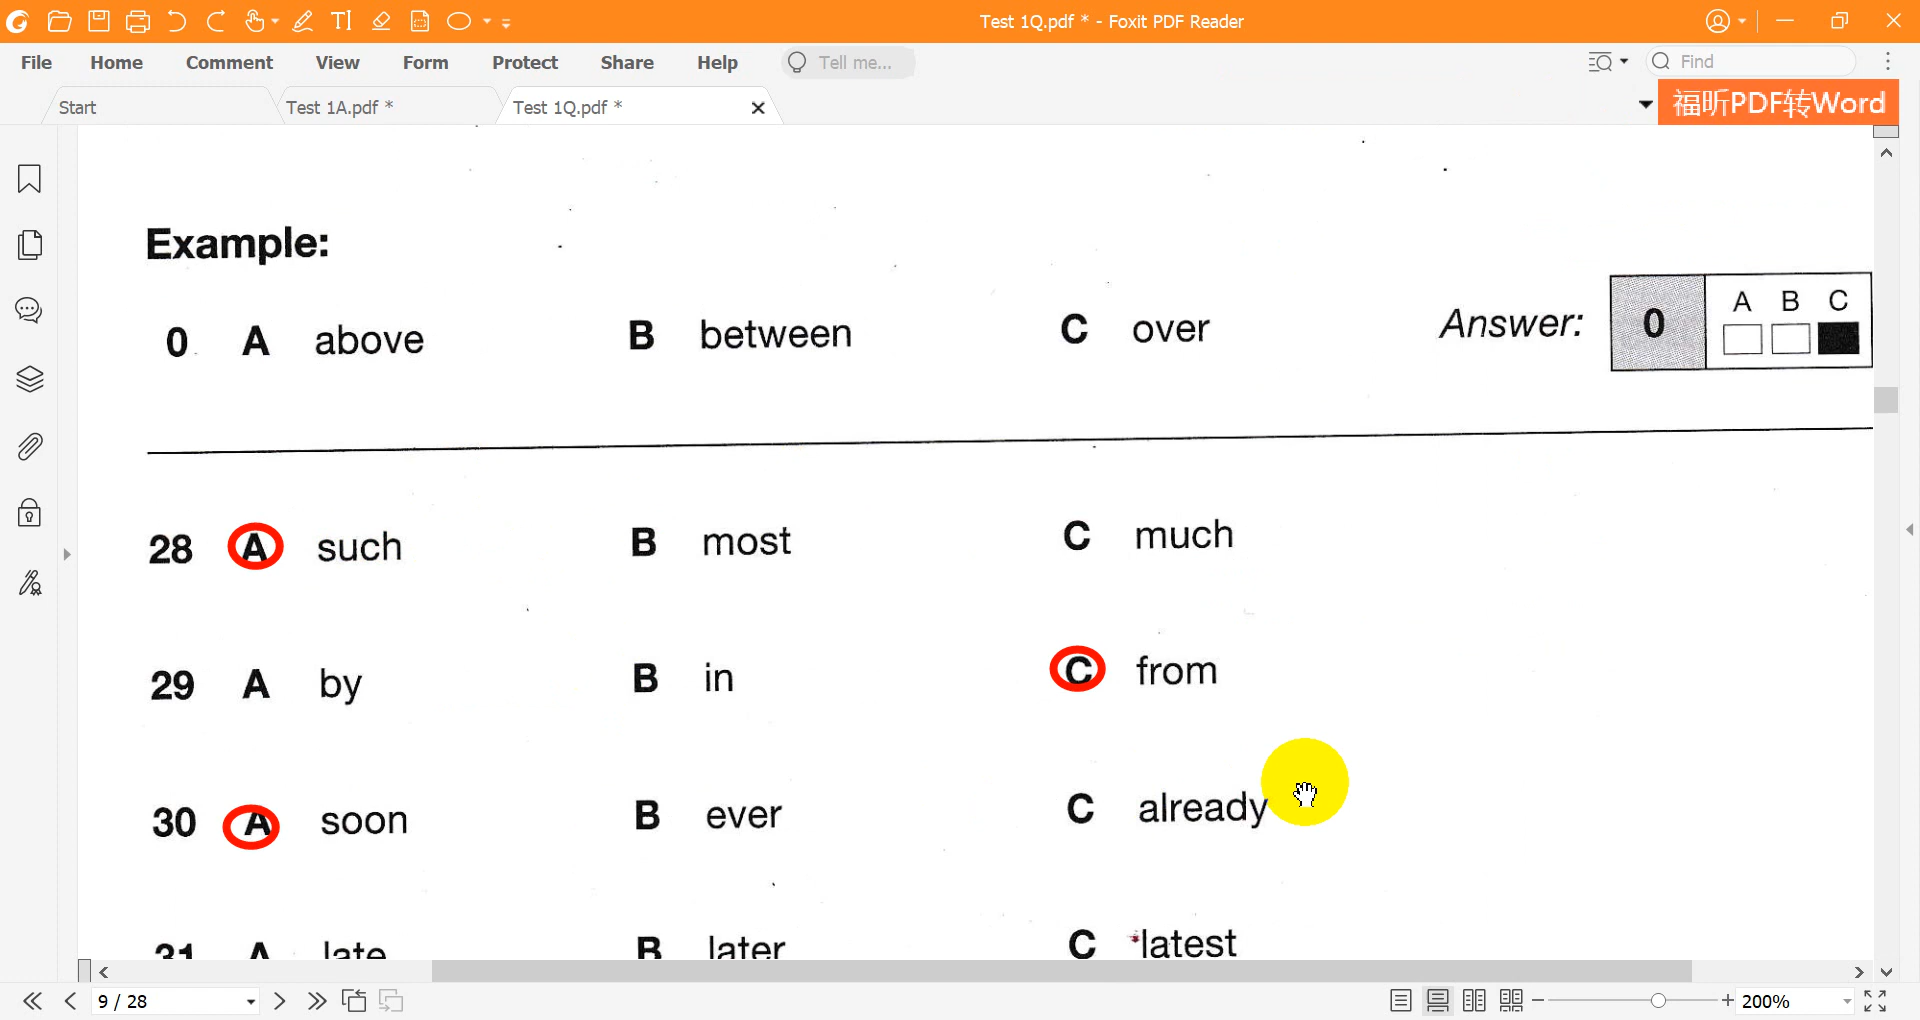 Test 1Q.pdf * - Foxit PDF Reader
File Home Comment View Form Protect Share Help Tell me... Find
Start Test 1A.pdf * Test 1Q.pdf * 福昕PDF转Word
Example:
0 A above B between C over Answer: 0 A B C
28 A such B most C much
29 A by B in C from
30 A soon B ever C already
31 A late B later C latest
9 / 28 200%